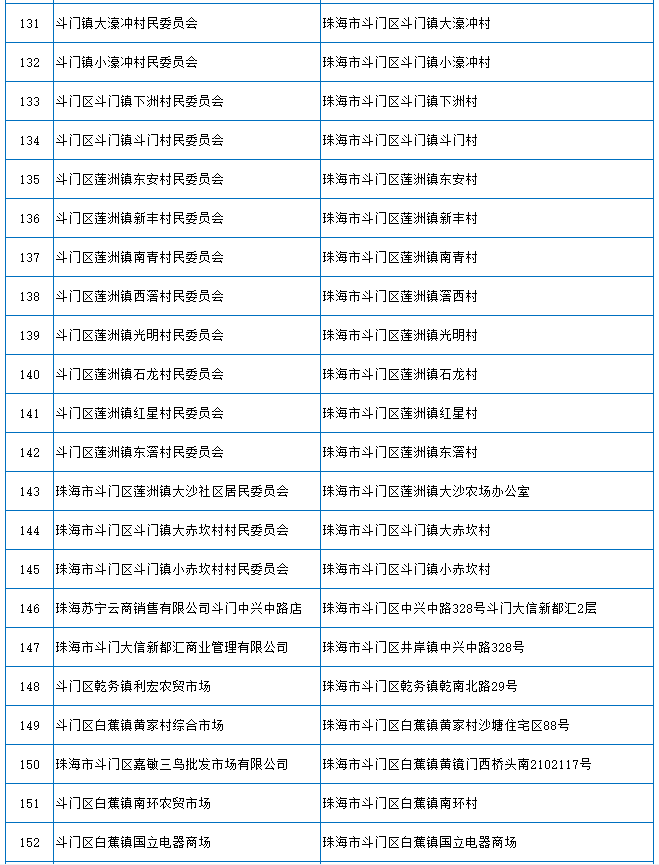 131 斗门镇大濠冲村民委员会 珠海市斗门区斗门镇大濠冲村
132 斗门镇小濠冲村民委员会 珠海市斗门区斗门镇小濠冲村
133 斗门区斗门镇下洲村民委员会 珠海市斗门区斗门镇下洲村
134 斗门区斗门镇斗门村民委员会 珠海市斗门区斗门镇斗门村
135 斗门区莲洲镇东安村民委员会 珠海市斗门区莲洲镇东安村
136 斗门区莲洲镇新丰村民委员会 珠海市斗门区莲洲镇新丰村
137 斗门区莲洲镇南青村民委员会 珠海市斗门区莲洲镇南青村
138 斗门区莲洲镇西滘村民委员会 珠海市斗门区莲洲镇滘西村
139 斗门区莲洲镇光明村民委员会 珠海市斗门区莲洲镇光明村
140 斗门区莲洲镇石龙村民委员会 珠海市斗门区莲洲镇石龙村
141 斗门区莲洲镇红星村民委员会 珠海市斗门区莲洲镇红星村
142 斗门区莲洲镇东滘村民委员会 珠海市斗门区莲洲镇东滘村
143 珠海市斗门区莲洲镇大沙社区居民委员会 珠海市斗门区莲洲镇大沙农场办公室
144 珠海市斗门区斗门镇大赤坎村村民委员会 珠海市斗门区斗门镇大赤坎村
145 珠海市斗门区斗门镇小赤坎村村民委员会 珠海市斗门区斗门镇小赤坎村
146 珠海苏宁云商销售有限公司斗门中兴中路店 珠海市斗门区中兴中路328号斗门大信新都汇2层
147 珠海市斗门大信新都汇商业管理有限公司 珠海市斗门区井岸镇中兴中路328号
148 斗门区乾务镇利宏农贸市场 珠海市斗门区乾务镇乾南北路29号
149 斗门区白蕉镇黄家村综合市场 珠海市斗门区白蕉镇黄家村沙塘住宅区88号
150 珠海市斗门区嘉敏三鸟批发市场有限公司 珠海市斗门区白蕉镇黄镜门西桥头南2102117号
151 斗门区白蕉镇南环农贸市场 珠海市斗门区白蕉镇南环村
152 斗门区白蕉镇国立电器商场 珠海市斗门区白蕉镇国立电器商场